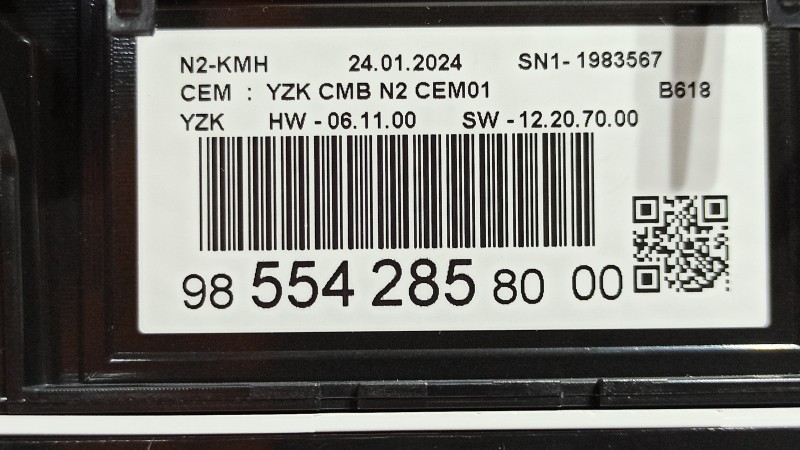 N2-KMH 24.01.2024 SN1- 1983567
CEM : YZK CMB N2 CEM01 B618
YZK HW - 06.11.00 SW - 12.20.70.00
98 554 285 80 00